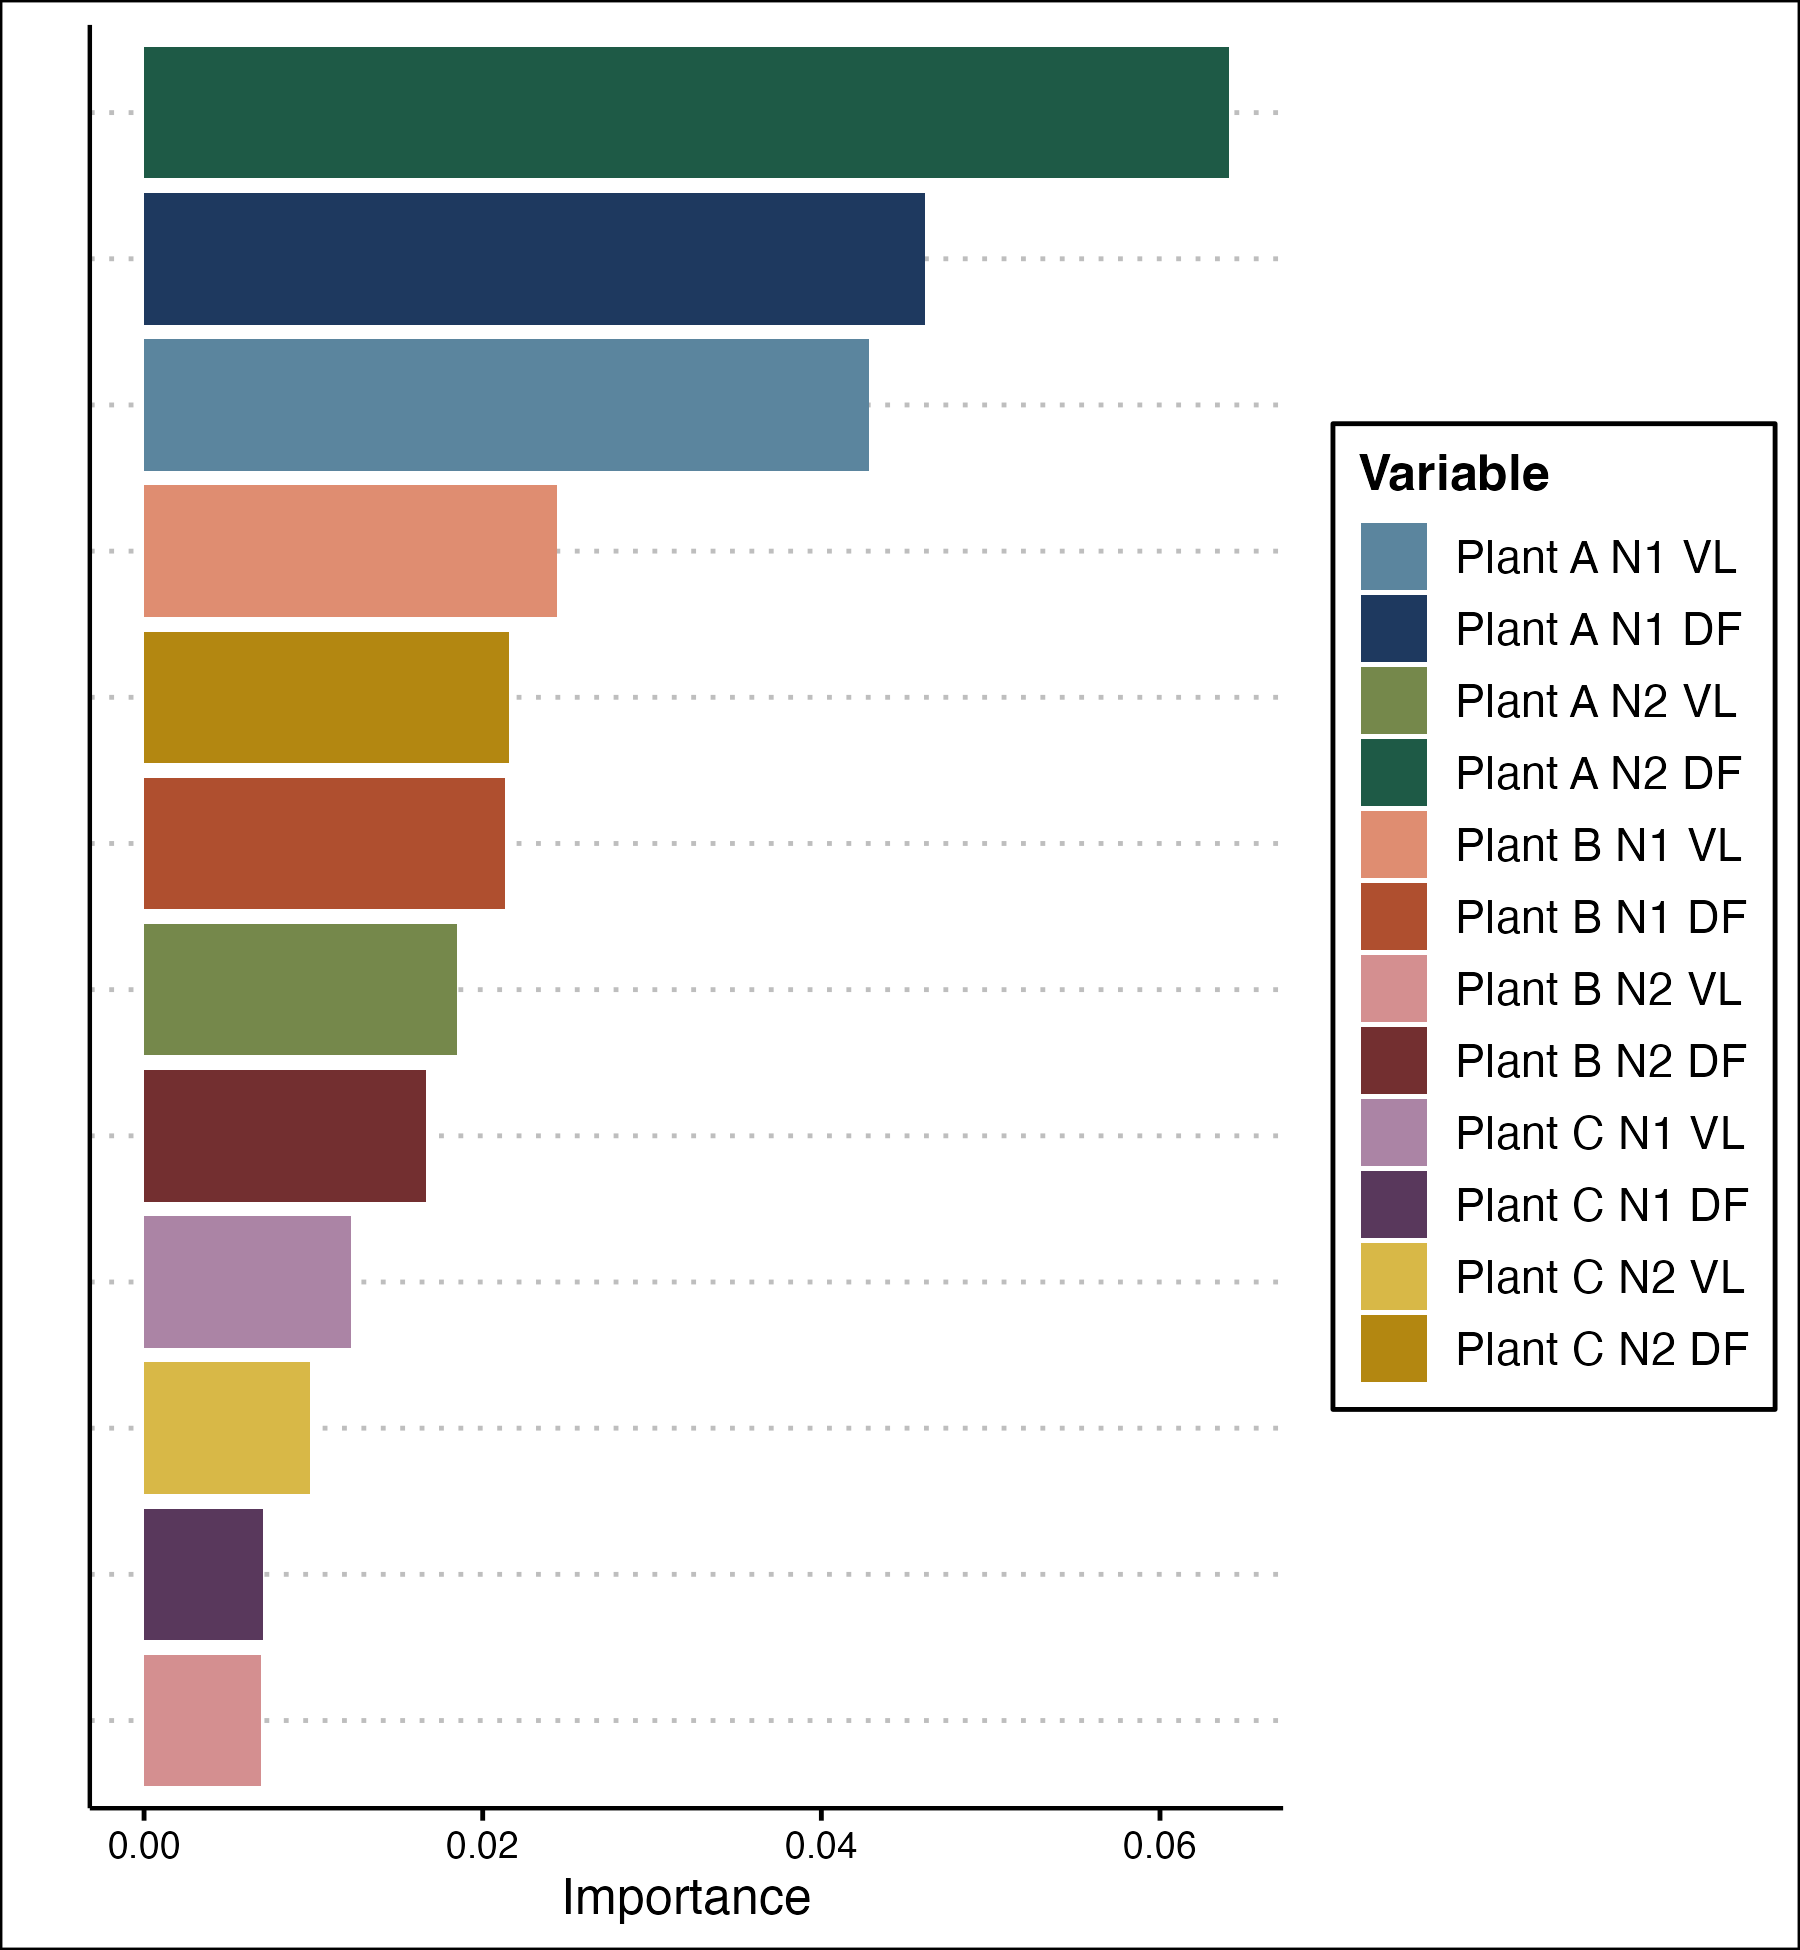 Variable
Plant A N1 VL
Plant A N1 DF
Plant A N2 VL
Plant A N2 DF
Plant B N1 VL
Plant B N1 DF
Plant B N2 VL
Plant B N2 DF
Plant C N1 VL
Plant C N1 DF
Plant C N2 VL
Plant C N2 DF
0.00 0.02 0.04 0.06
Importance